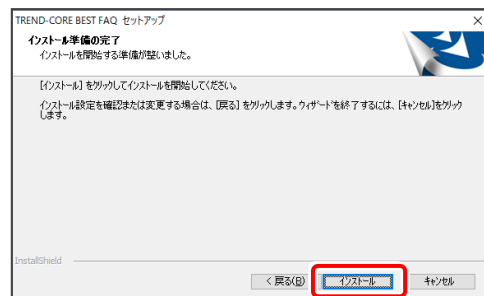 TREND-CORE BEST FAQ セットアップ
インストール準備の完了
インストールを開始する準備が整いました。
[インストール] をクリックしてインストールを開始してください。
インストール設定を確認または変更する場合は、[戻る] をクリックします。ウィザードを終了するには、[キャンセル]をクリック
します。
InstallShield
< 戻る(B)
インストール
キャンセル